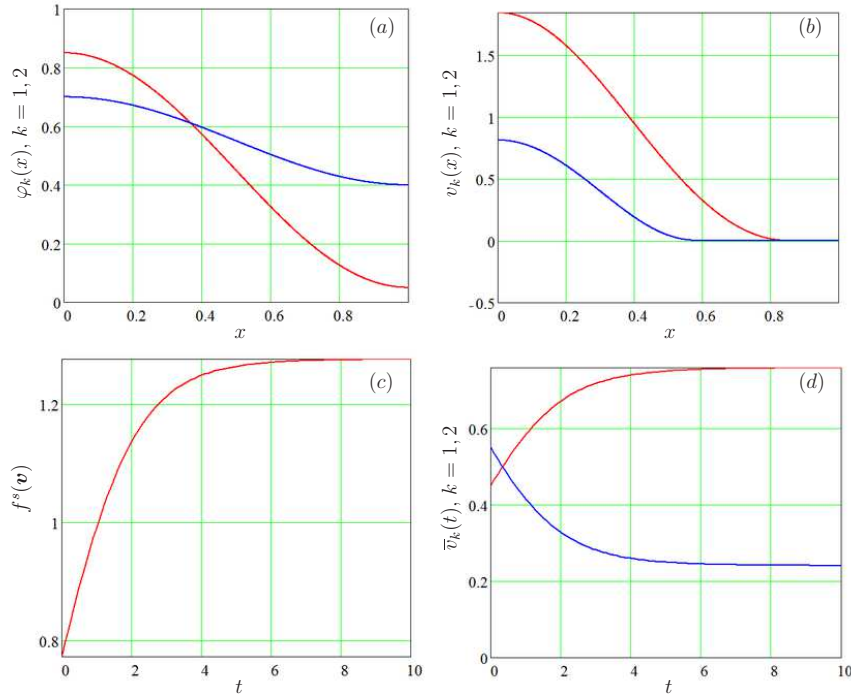 (a)
φₖ(x), k = 1, 2
1
0.8
0.6
0.4
0.2
0
0 0.2 0.4 0.6 0.8
x
(b)
vₖ(x), k = 1, 2
1.5
1
0.5
0
-0.5
0 0.2 0.4 0.6 0.8
x
(c)
fˢ(v)
1.2
1
0.8
0 2 4 6 8 10
t
(d)
v̅ₖ(t), k = 1, 2
0.6
0.4
0.2
0
0 2 4 6 8 10
t